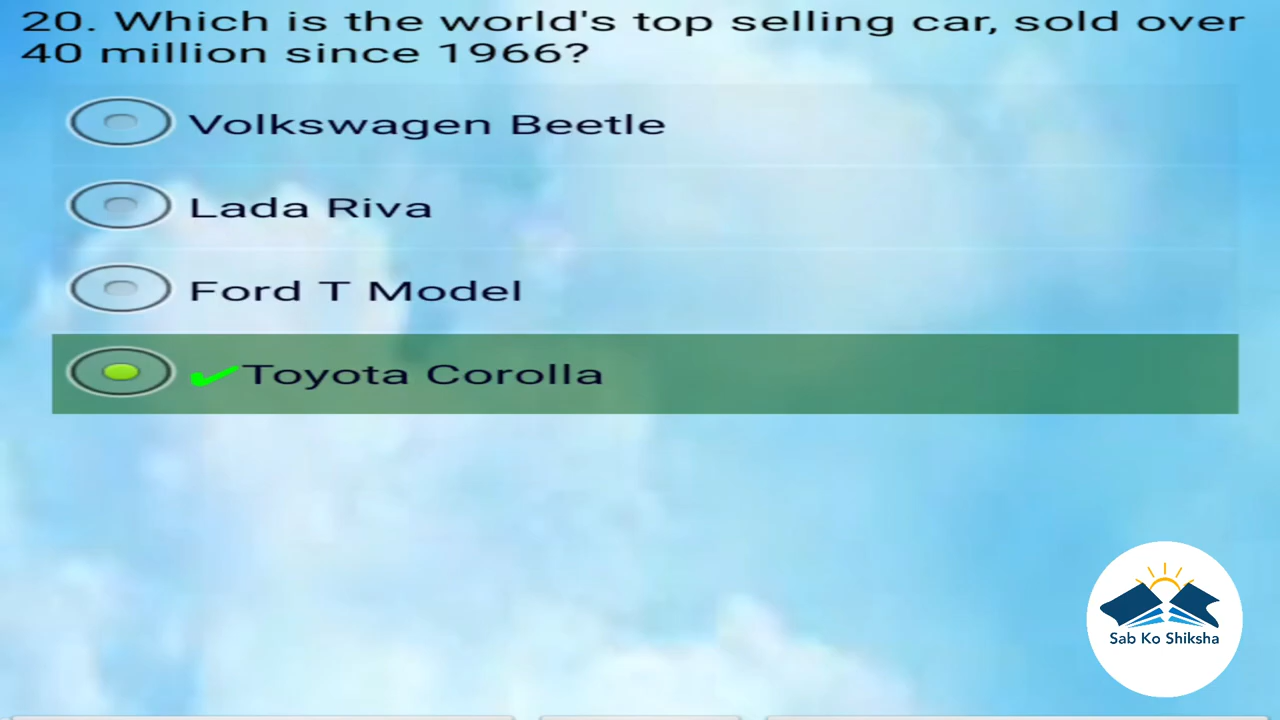 20. Which is the world's top selling car, sold over
40 million since 1966?
Volkswagen Beetle
Lada Riva
Ford T Model
✔Toyota Corolla
Sab Ko Shiksha